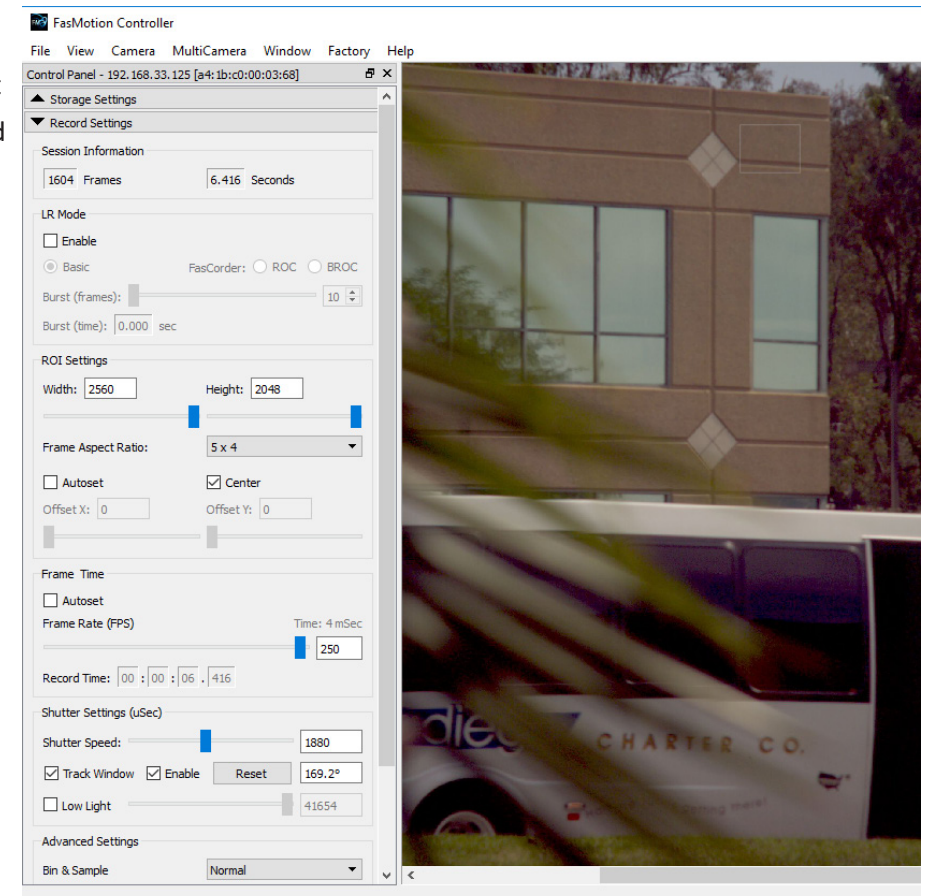 FasMotion Controller
File View Camera MultiCamera Window Factory Help
Control Panel - 192.168.33.125 [a4:1b:c0:00:03:68]
Storage Settings
Record Settings
Session Information
1604 Frames 6.416 Seconds
LR Mode
Enable
Basic FasCorder: ROC BROC
Burst (frames): 10
Burst (time): 0.000 sec
ROI Settings
Width: 2560 Height: 2048
Frame Aspect Ratio: 5 x 4
Autoset Center
Offset X: 0 Offset Y: 0
Frame Time
Autoset
Frame Rate (FPS) Time: 4 mSec
250
Record Time: 00 : 00 : 06 . 416
Shutter Settings (uSec)
Shutter Speed: 1880
Track Window Enable Reset 169.2°
Low Light 41654
Advanced Settings
Bin & Sample Normal
dieg
CHARTER CO.
more!